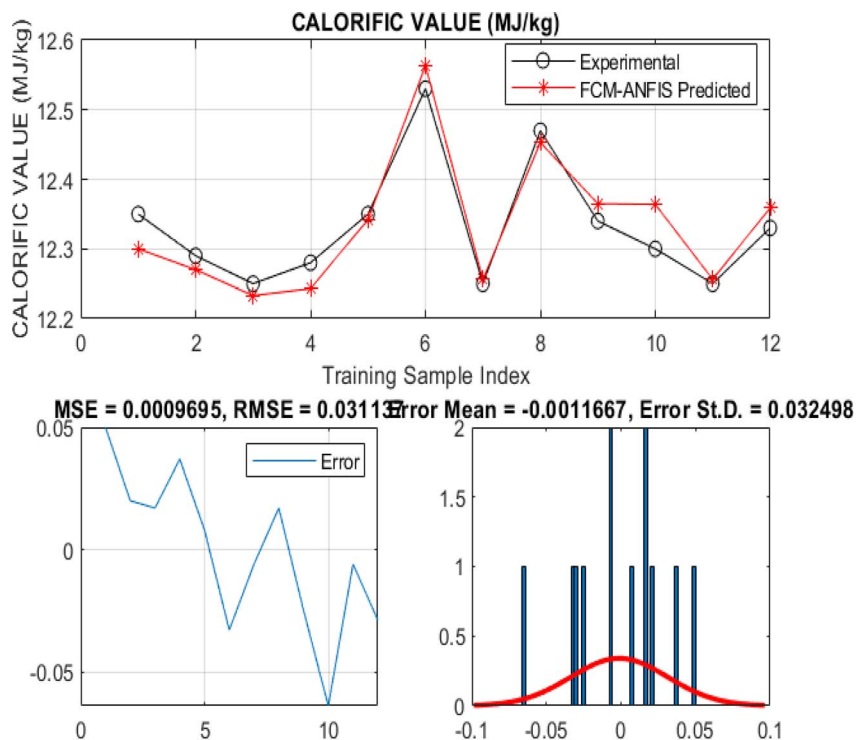 CALORIFIC VALUE (MJ/kg)
CALORIFIC VALUE (MJ/kg)
12.6
12.5
12.4
12.3
12.2
Experimental
FCM-ANFIS Predicted
0 2 4 6 8 10 12
Training Sample Index
MSE = 0.0009695, RMSE = 0.031137
Error Mean = -0.0011667, Error St.D. = 0.032498
0.05
0
-0.05
Error
0 5 10
2
1.5
1
0.5
0
-0.1 -0.05 0 0.05 0.1